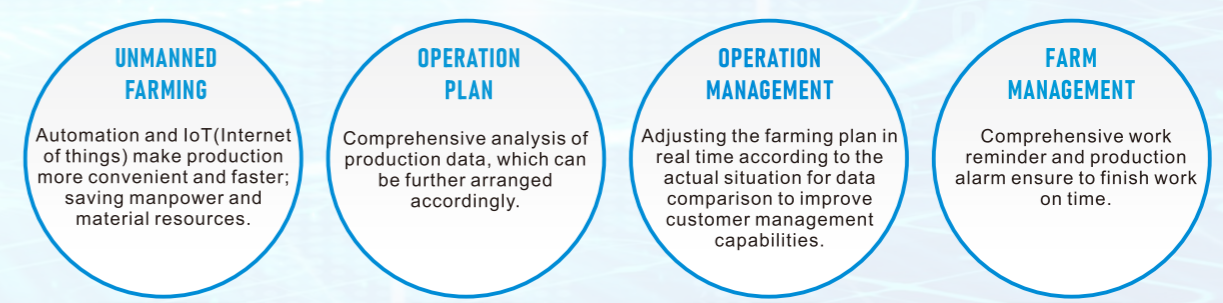 UNMANNED
FARMING
Automation and IoT(Internet
of things) make production
more convenient and faster;
saving manpower and
material resources.
OPERATION
PLAN
Comprehensive analysis of
production data, which can
be further arranged
accordingly.
OPERATION
MANAGEMENT
Adjusting the farming plan in
real time according to the
actual situation for data
comparison to improve
customer management
capabilities.
FARM
MANAGEMENT
Comprehensive work
reminder and production
alarm ensure to finish work
on time.